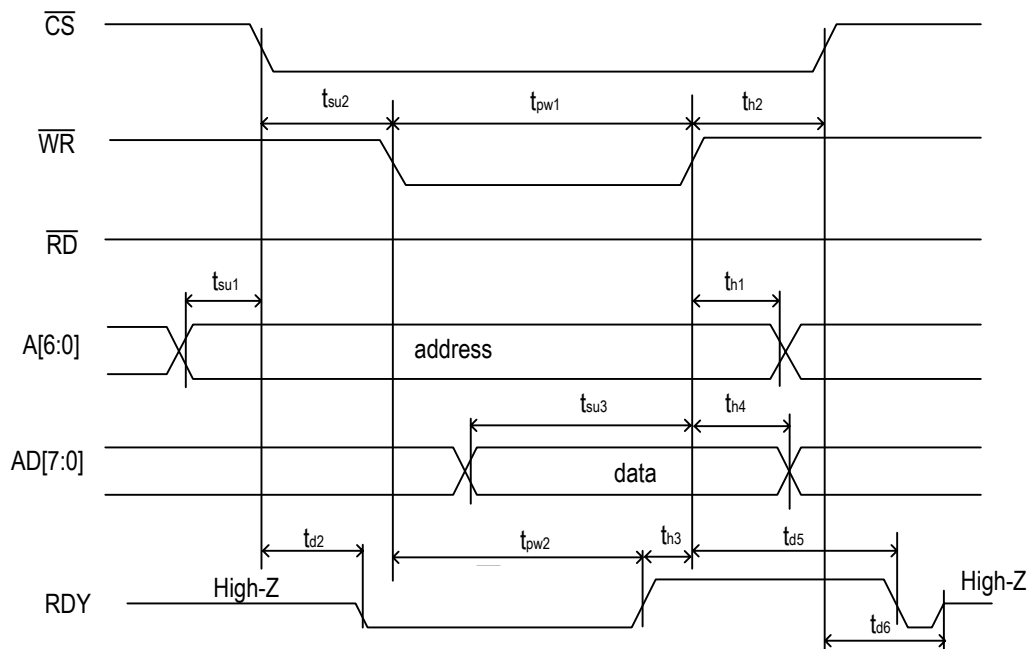 CS
tsu2 tpw1 th2
WR
RD
tsu1 th1
A[6:0] address
tsu3 th4
AD[7:0] data
td2 tpw2 th3 td5
RDY High-Z High-Z
td6